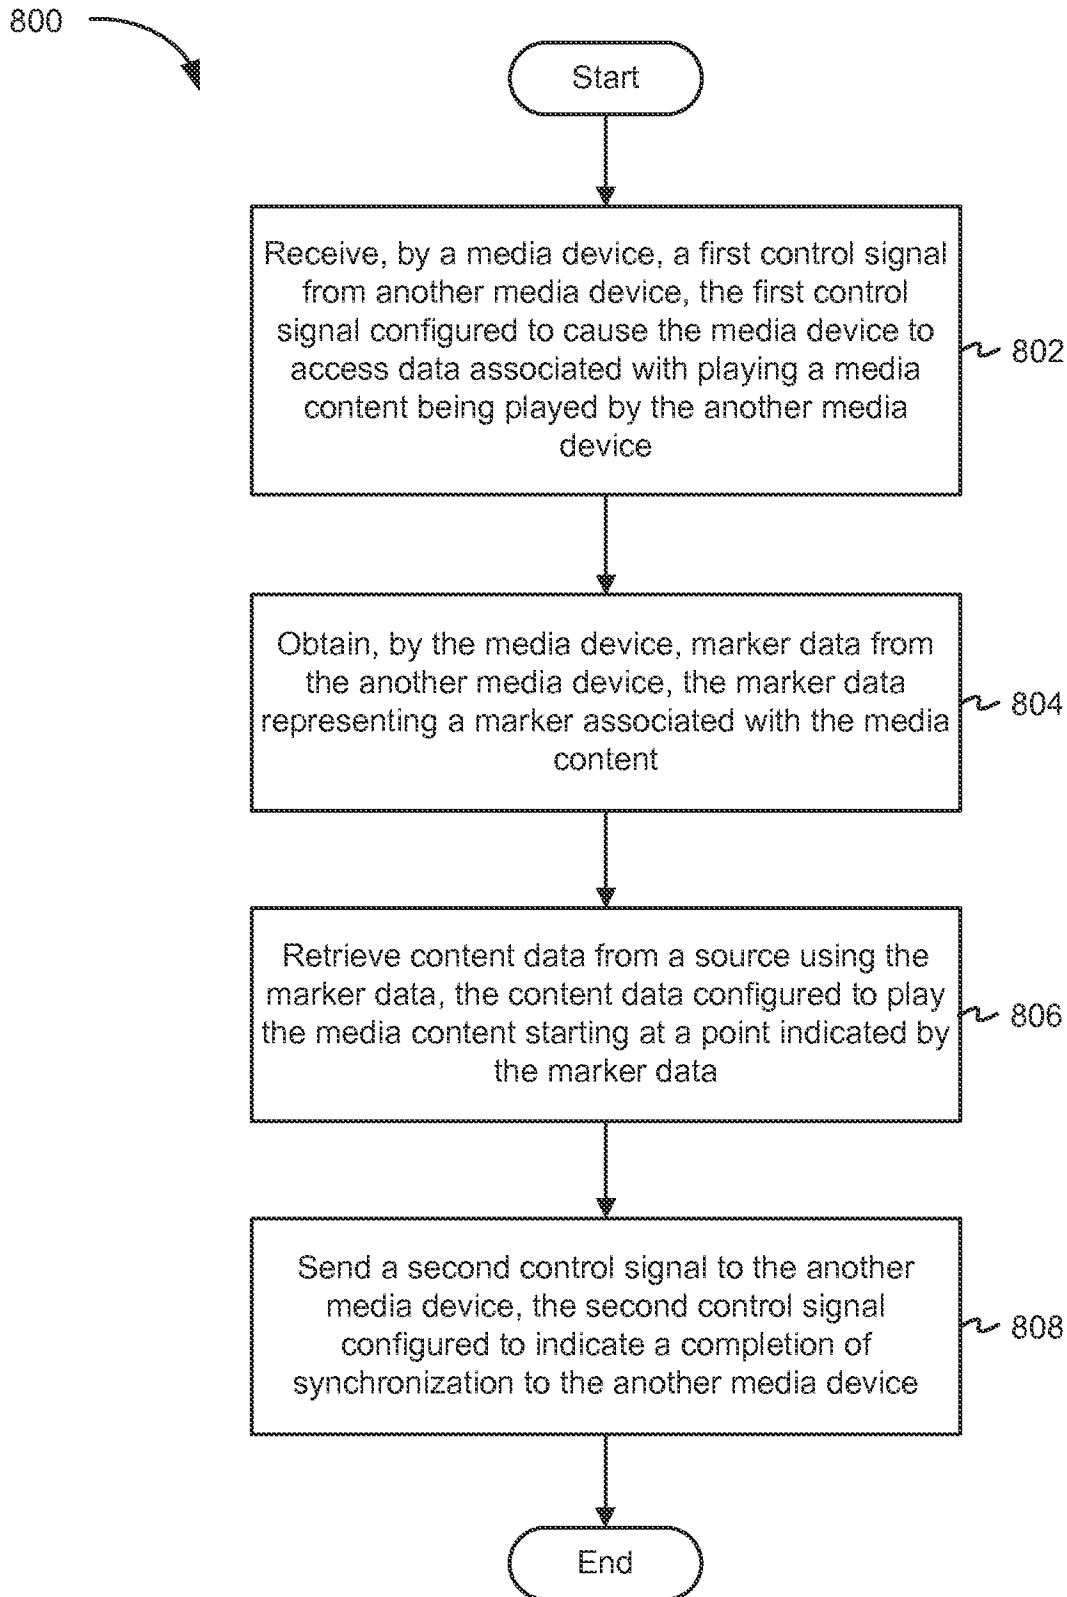 800
Start
Receive, by a media device, a first control signal
from another media device, the first control
signal configured to cause the media device to
access data associated with playing a media
content being played by the another media
device
802
Obtain, by the media device, marker data from
the another media device, the marker data
representing a marker associated with the media
content
804
Retrieve content data from a source using the
marker data, the content data configured to play
the media content starting at a point indicated by
the marker data
806
Send a second control signal to the another
media device, the second control signal
configured to indicate a completion of
synchronization to the another media device
808
End